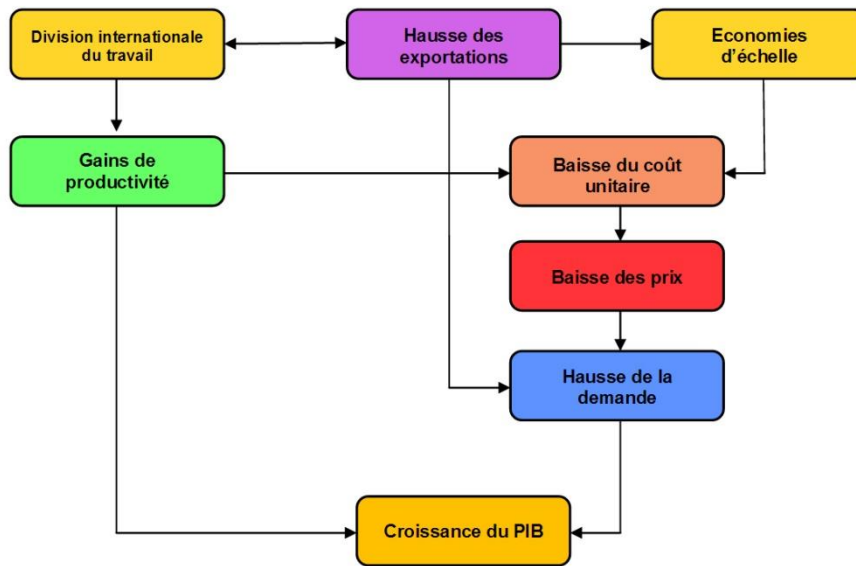 Division internationale
du travail
Hausse des
exportations
Economies
d'échelle
Gains de
productivité
Baisse du coût
unitaire
Baisse des prix
Hausse de la
demande
Croissance du PIB